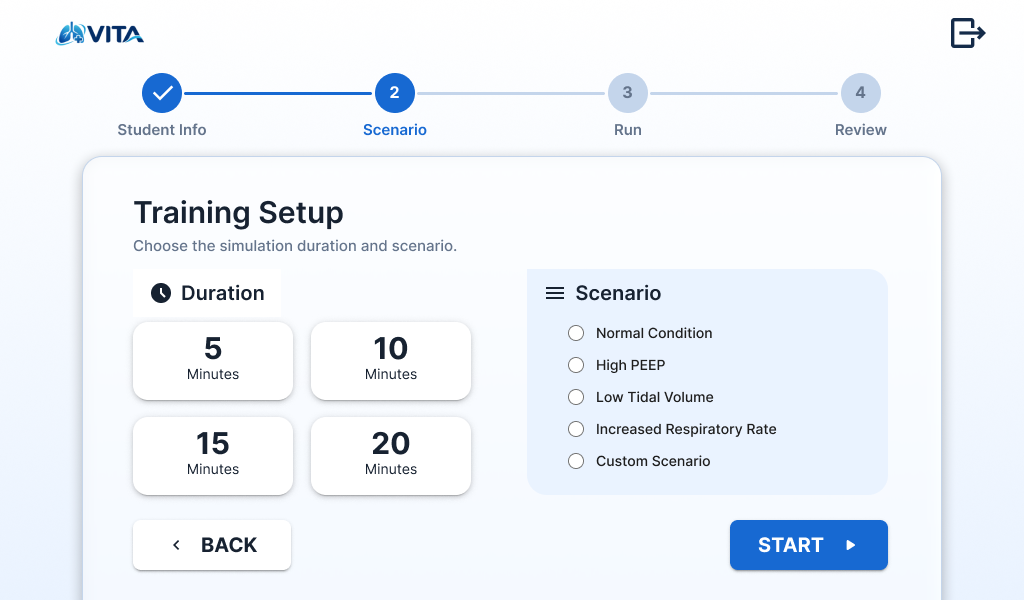 VITA
2
3
4
Student Info
Scenario
Run
Review
Training Setup
Choose the simulation duration and scenario.
Duration
5
Minutes
10
Minutes
15
Minutes
20
Minutes
Scenario
Normal Condition
High PEEP
Low Tidal Volume
Increased Respiratory Rate
Custom Scenario
BACK
START